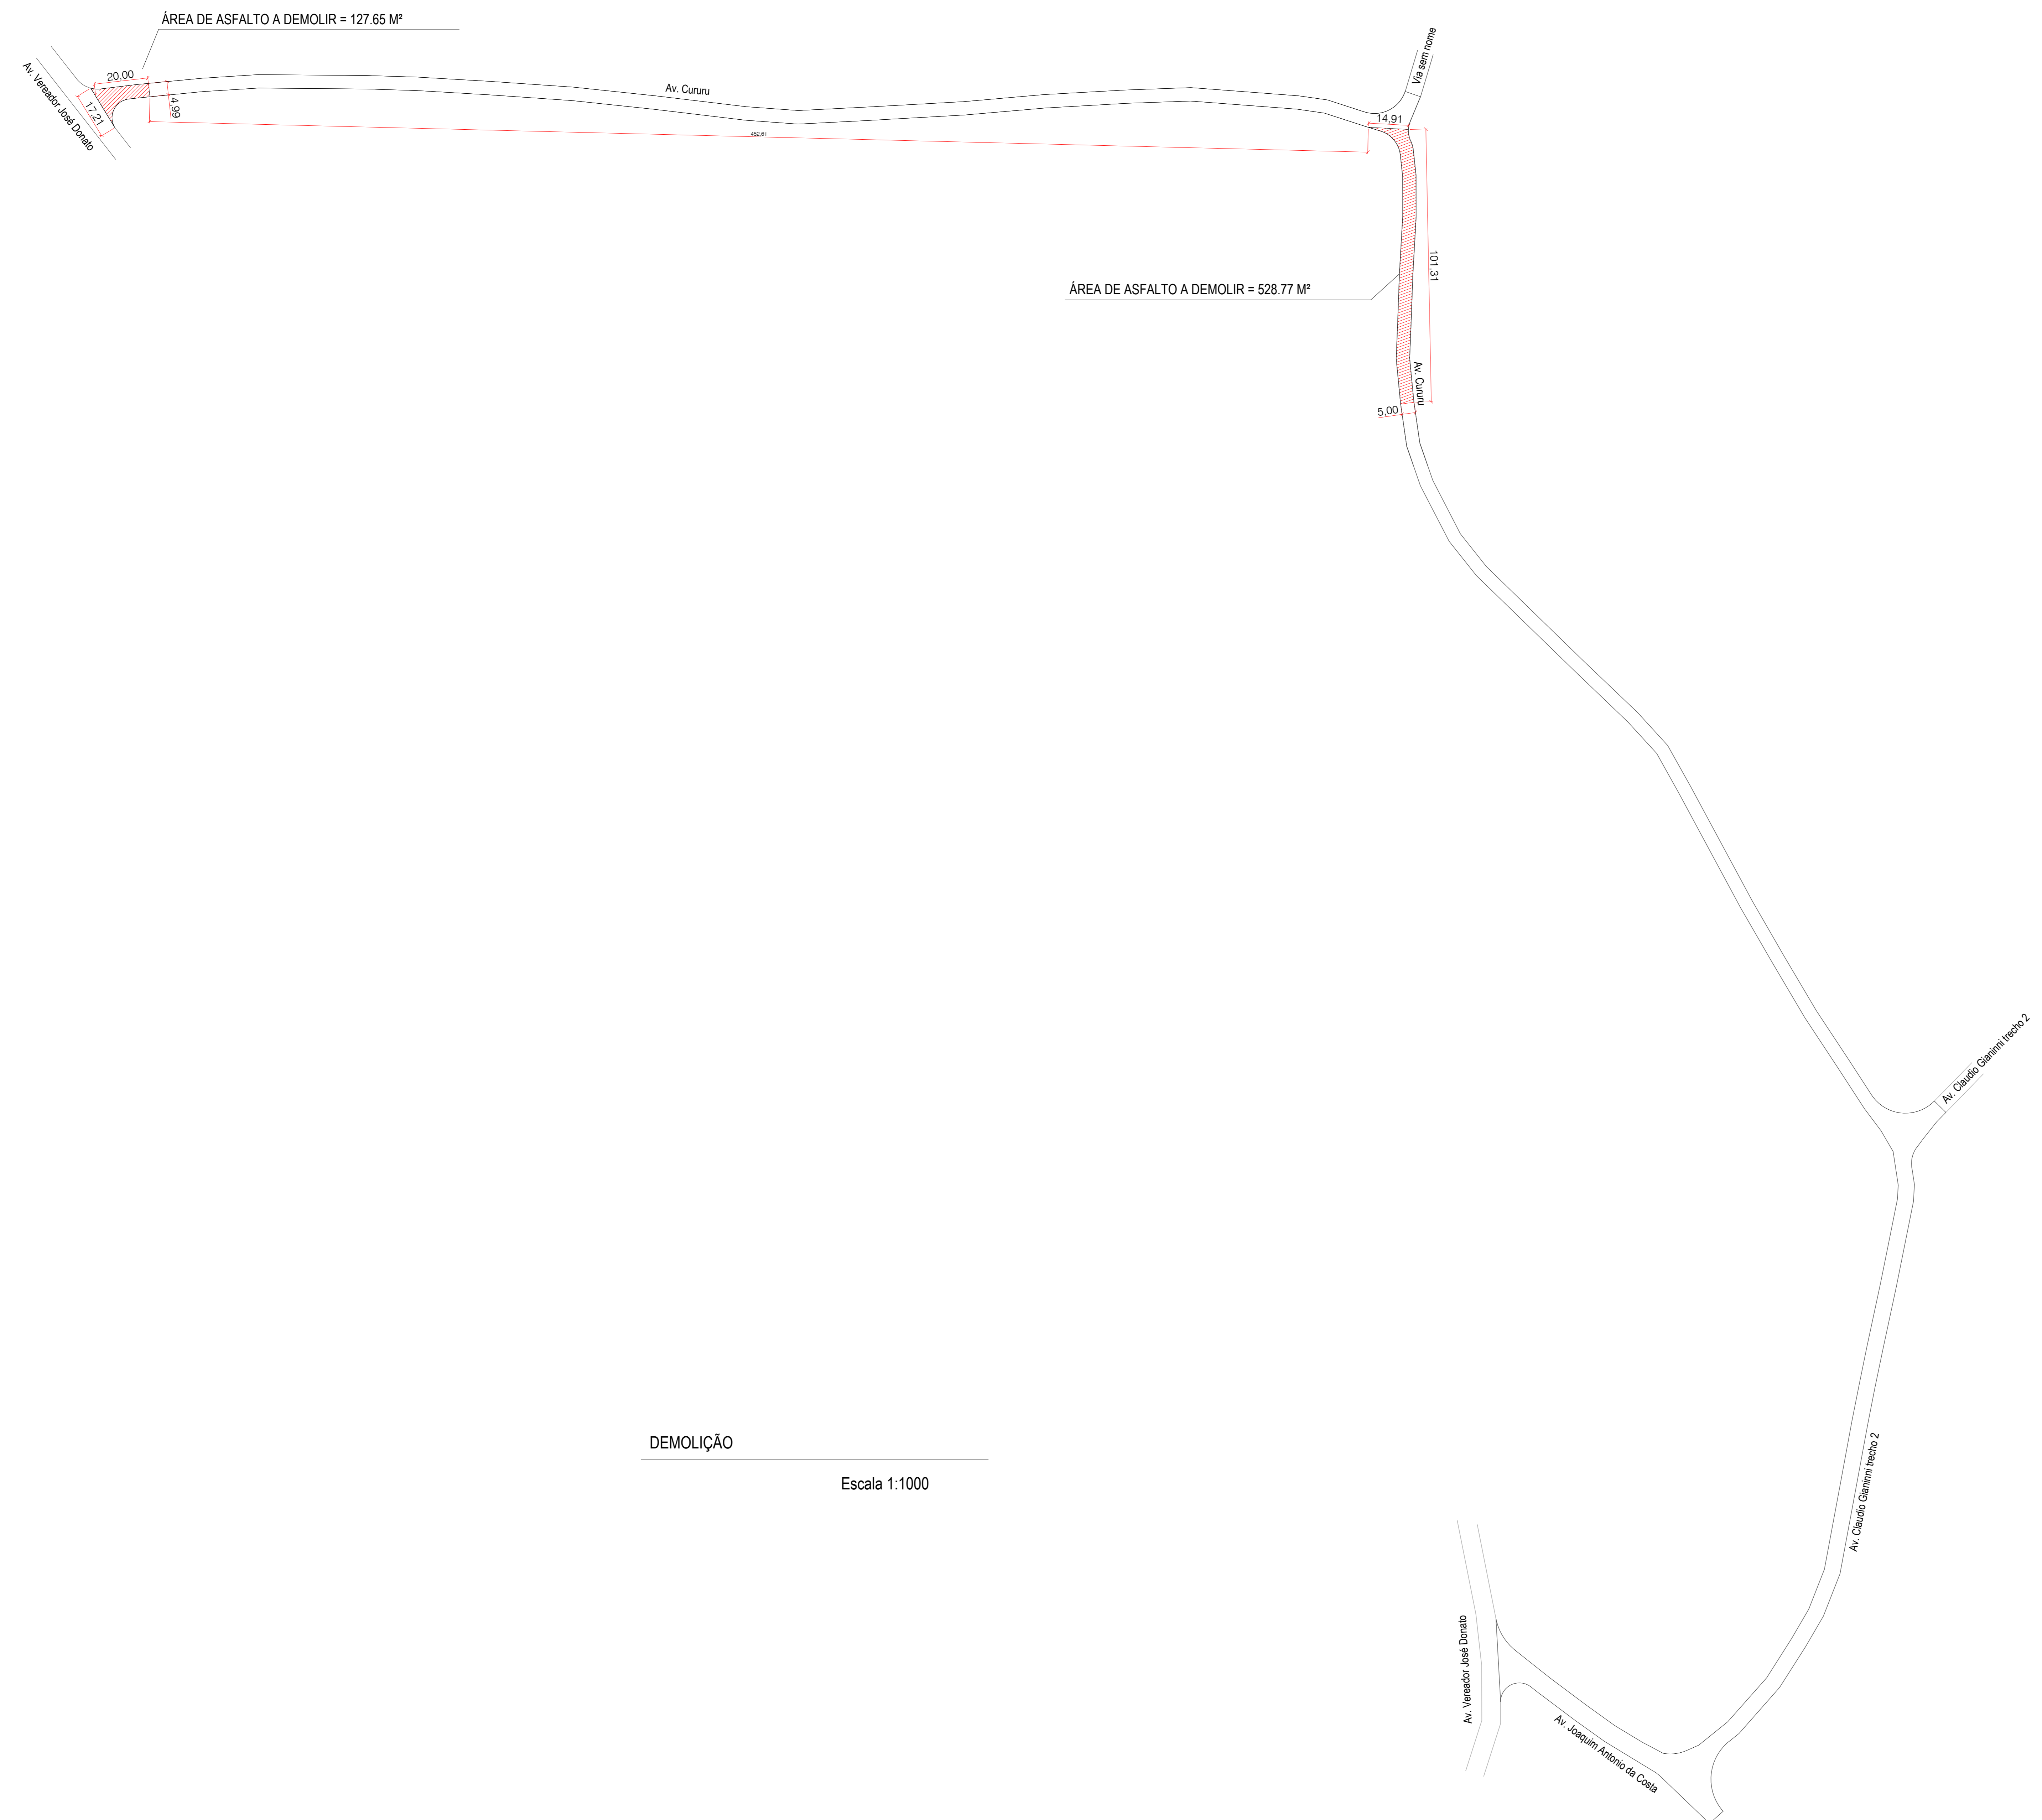 ÁREA DE ASFALTO A DEMOLIR = 127.65 M²
Via sem nome
Av. Vereador José Donato
20,00
17,21
4,99
Av. Cururu
452,61
14,91
101,31
ÁREA DE ASFALTO A DEMOLIR = 528.77 M²
Av. Cururu
5,00
Av. Claudio Gianinni trecho 2
DEMOLIÇÃO
Escala 1:1000
Av. Claudio Gianinni trecho 2
Av. Vereador José Donato
Av. Joaquim Antonio da Costa